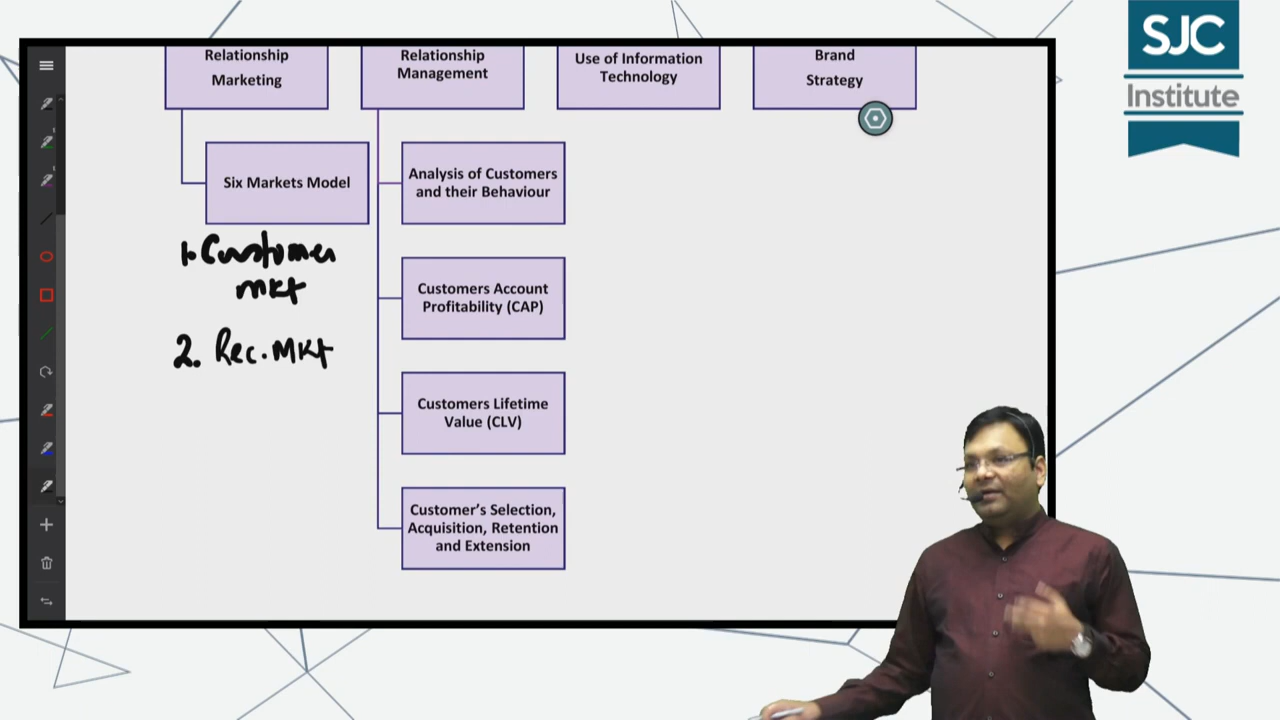 Relationship
Marketing
Relationship
Management
Use of Information
Technology
Brand
Strategy
Six Markets Model
Analysis of Customers
and their Behaviour
1. Customer
mkt
2. Rec. Mkt
Customers Account
Profitability (CAP)
Customers Lifetime
Value (CLV)
Customer's Selection,
Acquisition, Retention
and Extension
SJC
Institute